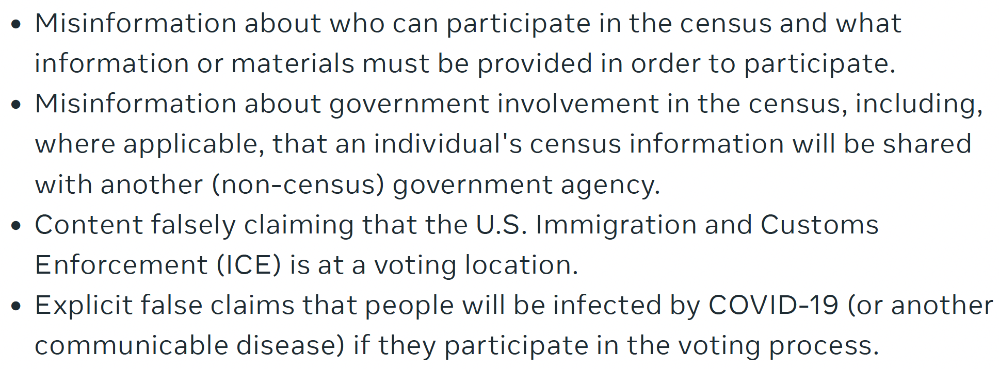 • Misinformation about who can participate in the census and what
information or materials must be provided in order to participate.
• Misinformation about government involvement in the census, including,
where applicable, that an individual's census information will be shared
with another (non-census) government agency.
• Content falsely claiming that the U.S. Immigration and Customs
Enforcement (ICE) is at a voting location.
• Explicit false claims that people will be infected by COVID-19 (or another
communicable disease) if they participate in the voting process.